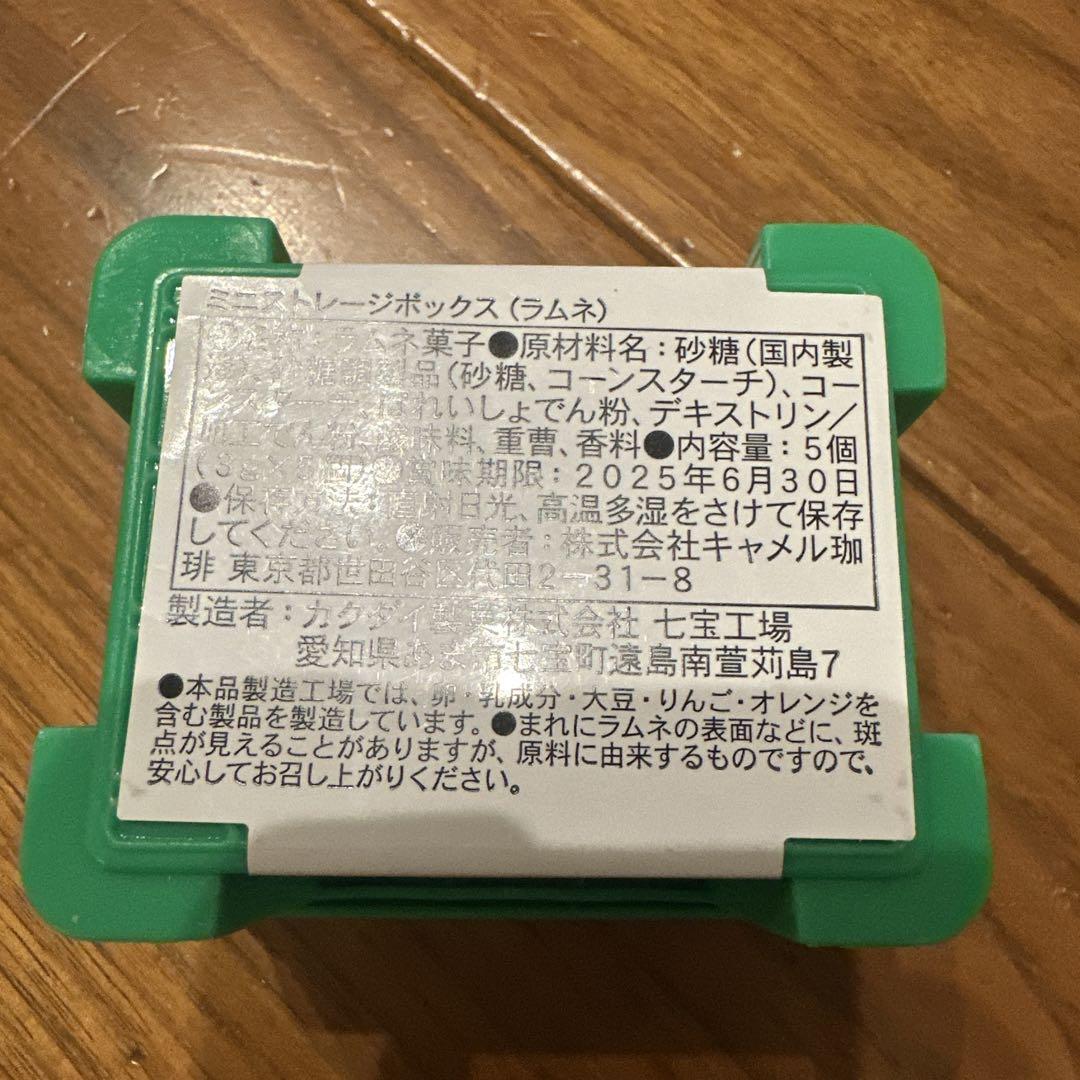 ミニストレージボックス（ラムネ）
ラムネ菓子●原材料名：砂糖（国内製
糖調製品（砂糖、コーンスターチ）、コー
ばれいしょでん粉、デキストリン／
加工でん粉、酸味料、重曹、香料●内容量：5個
（3g×5個）●賞味期限：2025年6月30日
●保存方法：直射日光、高温多湿をさけて保存
してください。●販売者：株式会社キャメル珈
琲 東京都世田谷区代田2－31－8
製造者：カクダイ製菓株式会社 七宝工場
愛知県あま市七宝町遠島南萱苅島7
●本品製造工場では、卵・乳成分・大豆・りんご・オレンジを
含む製品を製造しています。●まれにラムネの表面などに、斑
点が見えることがありますが、原料に由来するものですので、
安心してお召し上がりください。